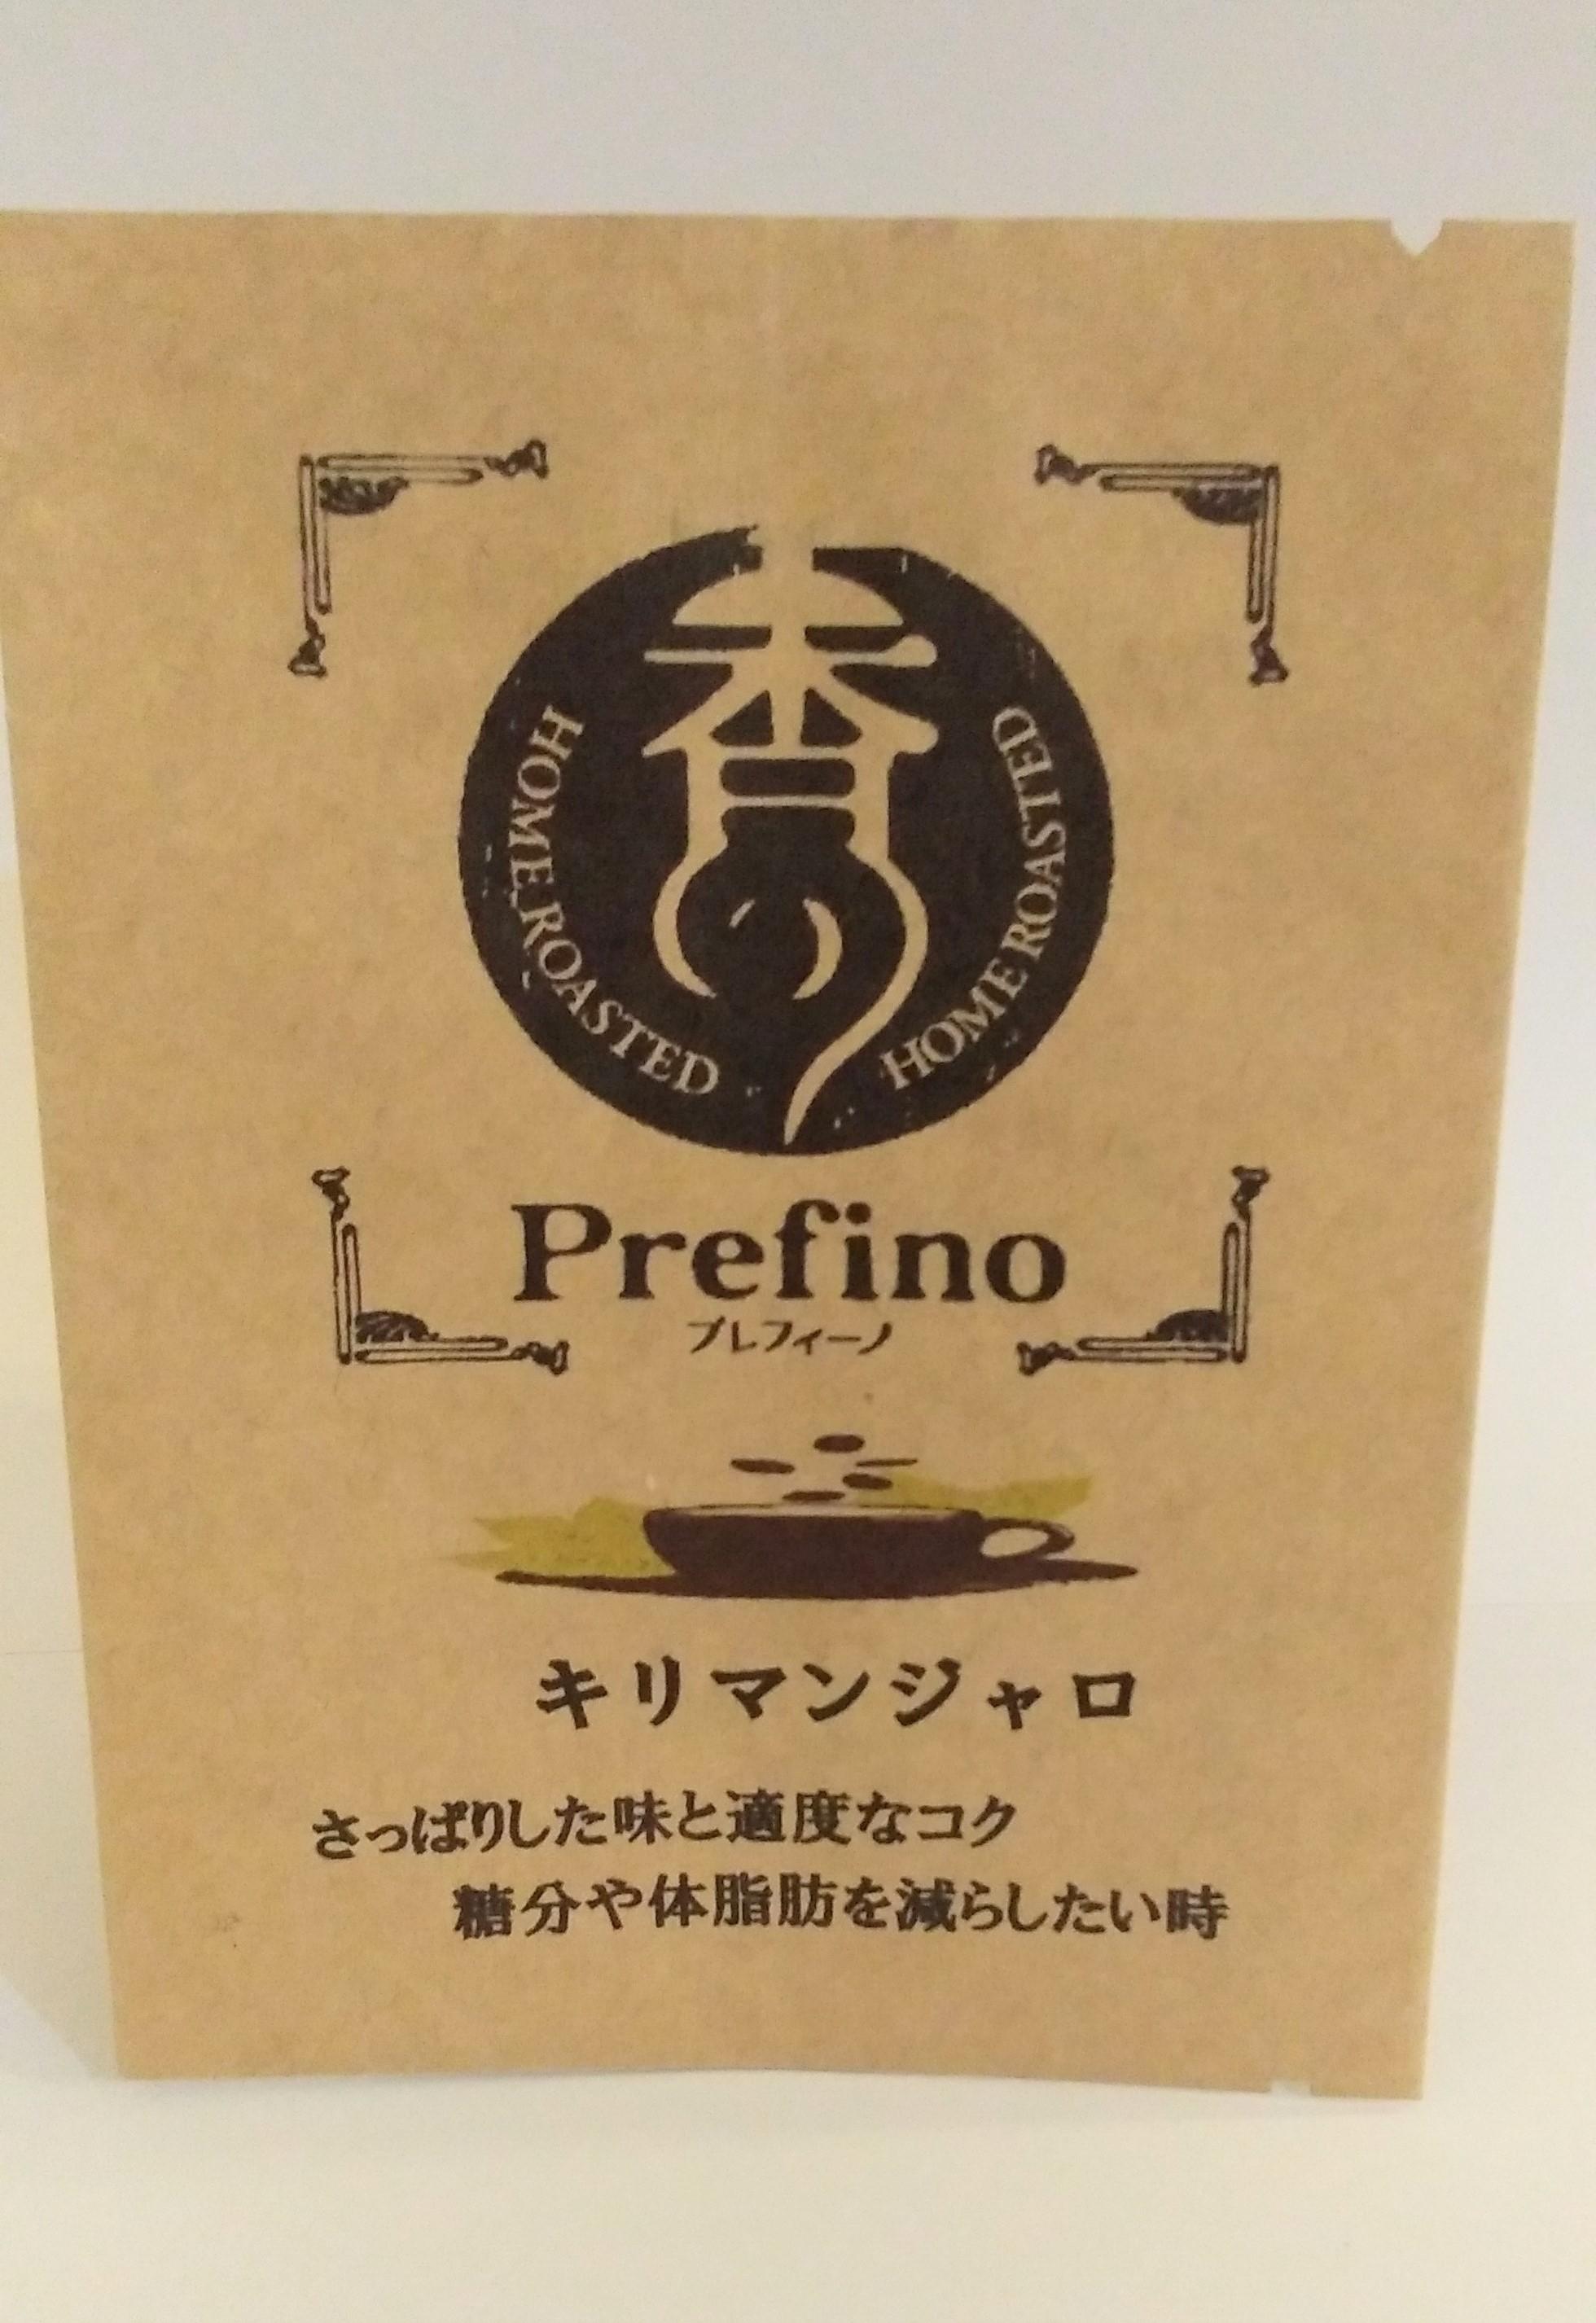 香
HOME ROASTED
HOME ROASTED
Prefino
プレフィーノ
キリマンジャロ
さっぱりした味と適度なコク
糖分や体脂肪を減らしたい時